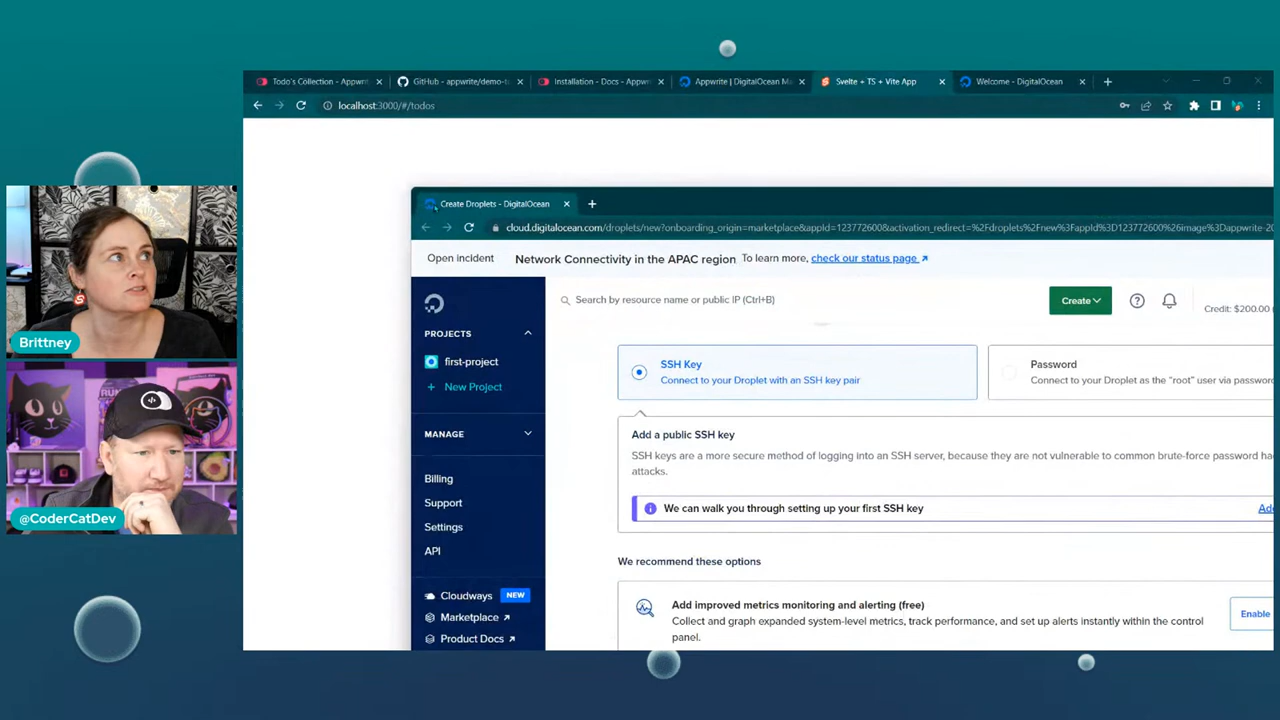 Todo's Collection - Appwrit
GitHub - appwrite/demo-to
Installation - Docs - Appwr
Appwrite | DigitalOcean Ma
Svelte + TS + Vite App
Welcome - DigitalOcean
localhost:3000/#/todos
Create Droplets - DigitalOcean
cloud.digitalocean.com/droplets/new?onboarding_origin=marketplace&appId=123772600&activation_redirect=%2Fdroplets%2Fnew%3FappId%3D123772600%26image%3Dappwrite-20
Open incident
Network Connectivity in the APAC region
To learn more, check our status page
Search by resource name or public IP (Ctrl+B)
Create
Credit: $200.00
PROJECTS
first-project
+ New Project
MANAGE
Billing
Support
Settings
API
Cloudways NEW
Marketplace
Product Docs
SSH Key
Connect to your Droplet with an SSH key pair
Password
Connect to your Droplet as the "root" user via password
Add a public SSH key
SSH keys are a more secure method of logging into an SSH server, because they are not vulnerable to common brute-force password ha
attacks.
We can walk you through setting up your first SSH key
Add
We recommend these options
Add improved metrics monitoring and alerting (free)
Collect and graph expanded system-level metrics, track performance, and set up alerts instantly within the control
panel.
Enable
Brittney
@CoderCatDev